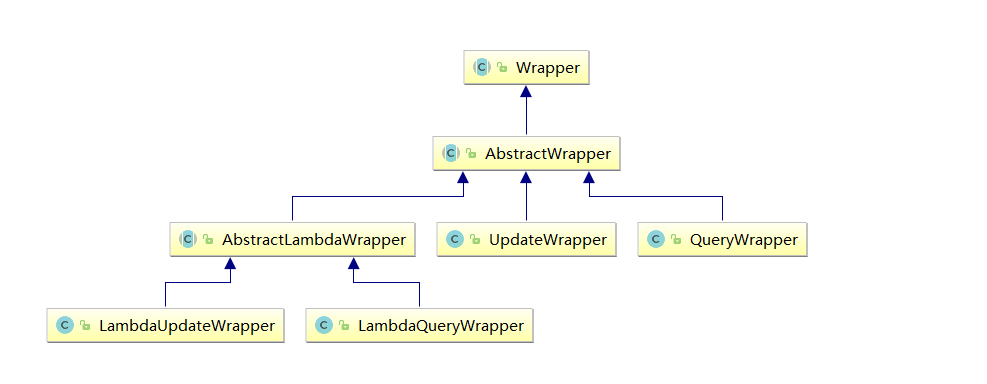 C Wrapper
C AbstractWrapper
C AbstractLambdaWrapper
C UpdateWrapper
C QueryWrapper
C LambdaUpdateWrapper
C LambdaQueryWrapper